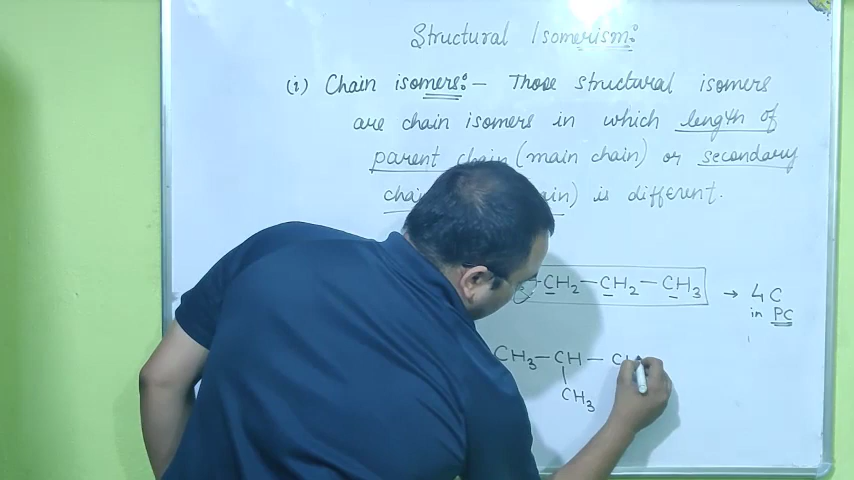 Structural Isomerism:
(i) Chain isomers:- Those structural isomers
are chain isomers in which length of
parent chain (main chain) or secondary
is different.
CH2-CH2-CH3 → 4C
in PC
CH3-CH-
CH3